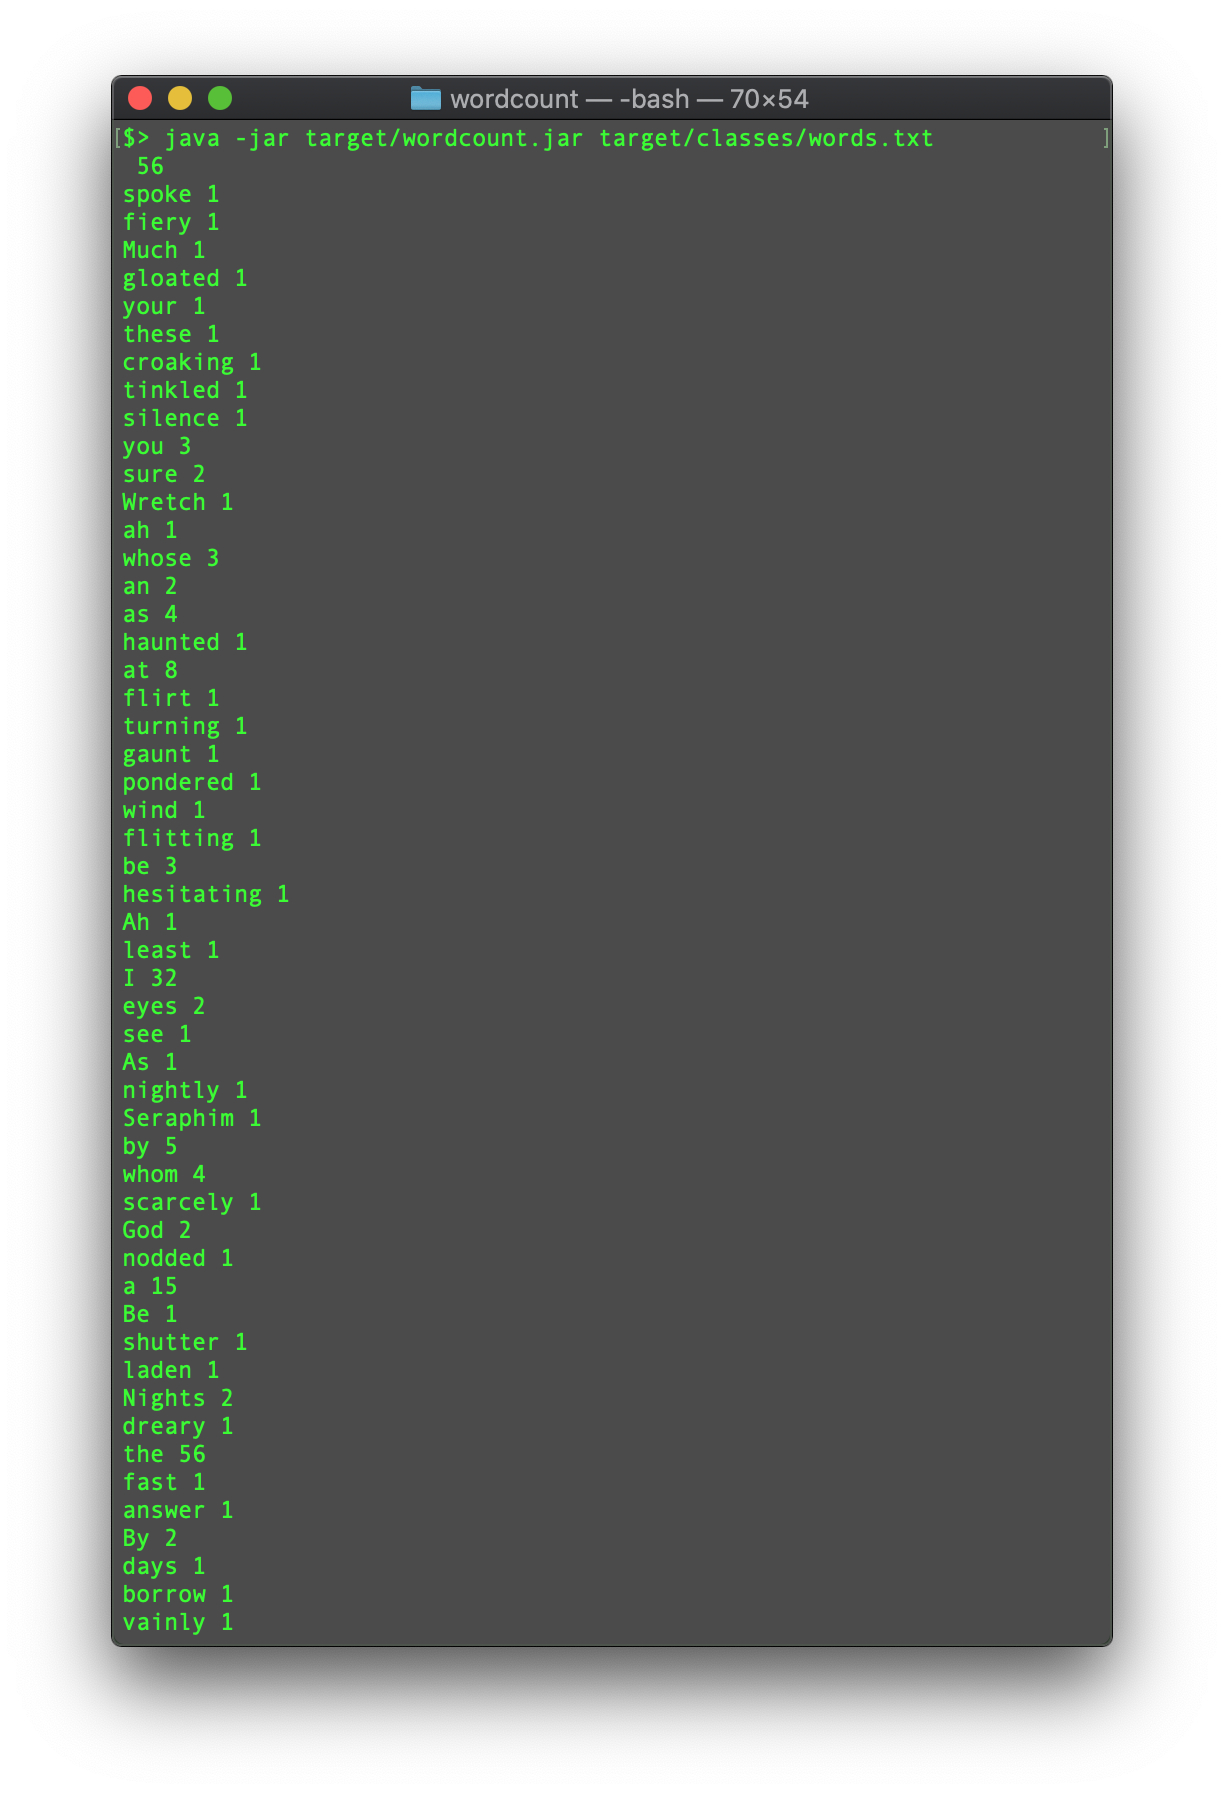 wordcount — -bash — 70×54
[$> java -jar target/wordcount.jar target/classes/words.txt ]
 56
spoke 1
fiery 1
Much 1
gloated 1
your 1
these 1
croaking 1
tinkled 1
silence 1
you 3
sure 2
Wretch 1
ah 1
whose 3
an 2
as 4
haunted 1
at 8
flirt 1
turning 1
gaunt 1
pondered 1
wind 1
flitting 1
be 3
hesitating 1
Ah 1
least 1
I 32
eyes 2
see 1
As 1
nightly 1
Seraphim 1
by 5
whom 4
scarcely 1
God 2
nodded 1
a 15
Be 1
shutter 1
laden 1
Nights 2
dreary 1
the 56
fast 1
answer 1
By 2
days 1
borrow 1
vainly 1